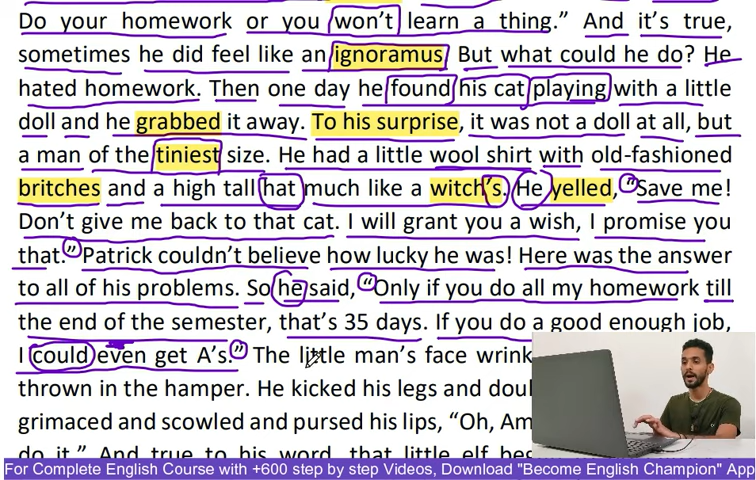 Do your homework or you won't learn a thing.” And it's true,
sometimes he did feel like an ignoramus But what could he do? He
hated homework. Then one day he found his cat playing with a little
doll and he grabbed it away. To his surprise, it was not a doll at all, but
a man of the tiniest size. He had a little wool shirt with old-fashioned
britches and a high tall hat much like a witch's. He yelled, “Save me!
Don't give me back to that cat. I will grant you a wish, I promise you
that.” Patrick couldn't believe how lucky he was! Here was the answer
to all of his problems. So he said, “Only if you do all my homework till
the end of the semester, that's 35 days. If you do a good enough job,
I could even get A's.” The little man's face wrink
thrown in the hamper. He kicked his legs and dou
grimaced and scowled and pursed his lips, “Oh, Am
do it.” And true to his word, that little elf beg
For Complete English Course with +600 step by step Videos, Download "Become English Champion" App